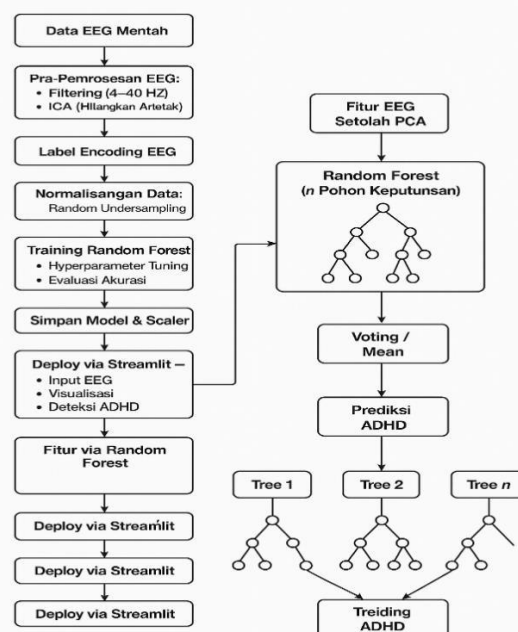 Data EEG Mentah
Pra-Pemrosesan EEG:
• Filtering (4–40 HZ)
• ICA (HIlangkan Artetak)
Label Encoding EEG
Normalisangan Data:
Random Undersampling
Training Random Forest
• Hyperparameter Tuning
• Evaluasi Akurasi
Simpan Model & Scaler
Deploy via Streamlit —
• Input EEG
• Visualisasi
• Deteksi ADHD
Fitur via Random
Forest
Deploy via Streamlit
Deploy via Streamlit
Deploy via Streamlit
Fitur EEG
Setolah PCA
Random Forest
(n Pohon Keputunsan)
Voting /
Mean
Prediksi
ADHD
Tree 1
Tree 2
Tree n
Treiding
ADHD